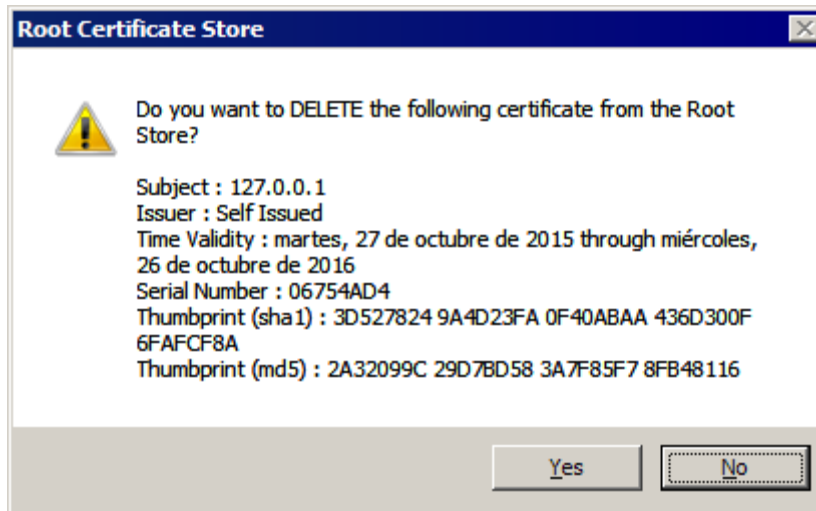 Root Certificate Store
Do you want to DELETE the following certificate from the Root
Store?
Subject : 127.0.0.1
Issuer : Self Issued
Time Validity : martes, 27 de octubre de 2015 through miércoles,
26 de octubre de 2016
Serial Number : 06754AD4
Thumbprint (sha1) : 3D527824 9A4D23FA 0F40ABAA 436D300F
6FAFCF8A
Thumbprint (md5) : 2A32099C 29D7BD58 3A7F85F7 8FB48116
Yes
No